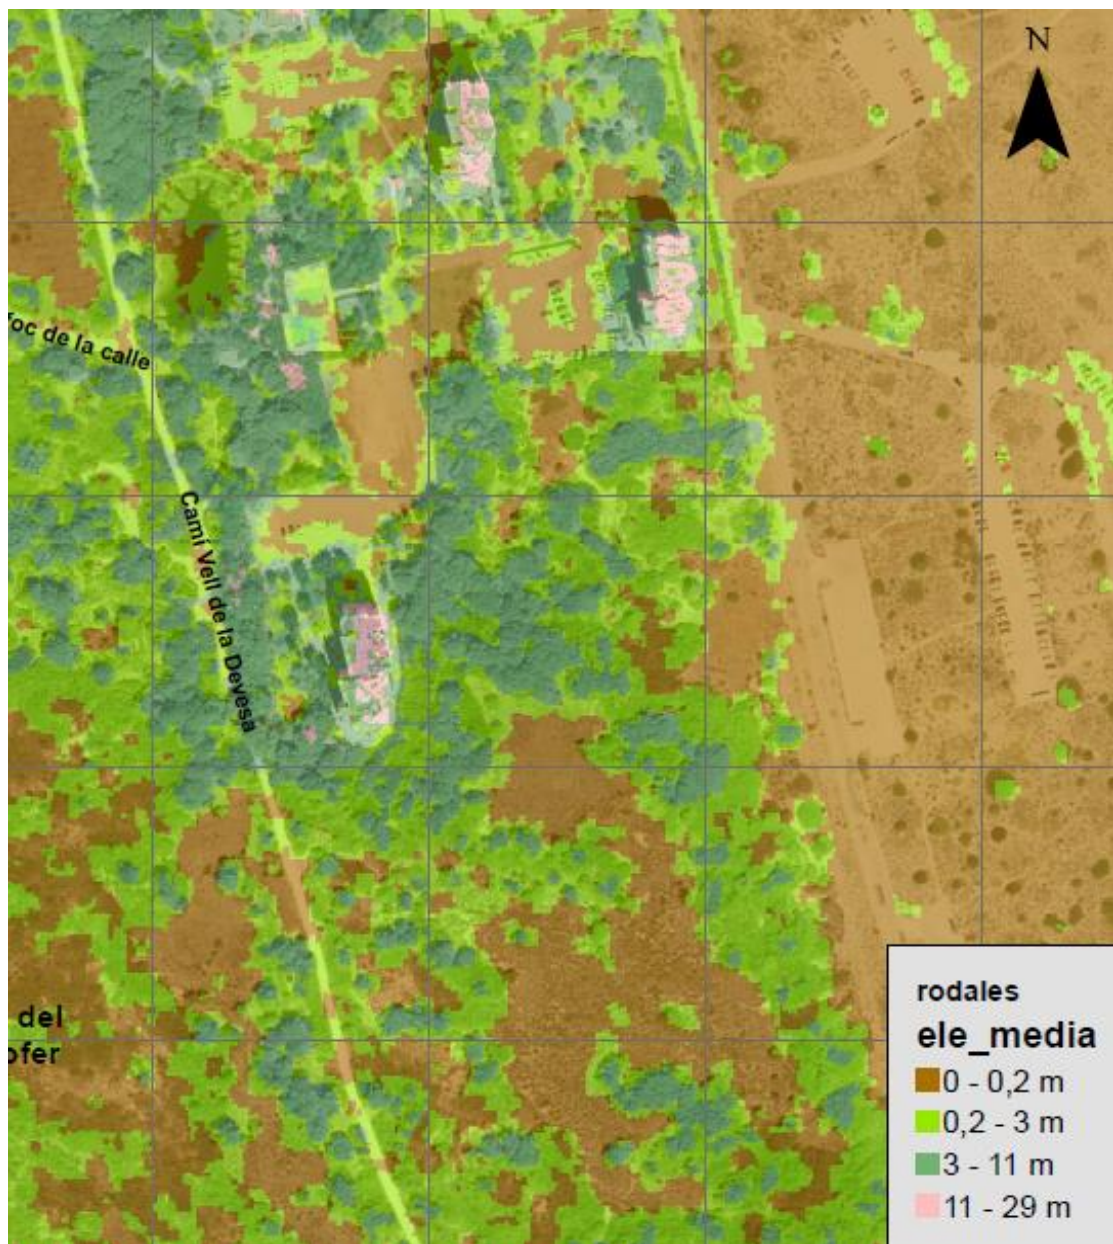 N
foc de la calle
Camí Vell de la Devesa
del
ofer
rodales
ele_media
0 - 0,2 m
0,2 - 3 m
3 - 11 m
11 - 29 m